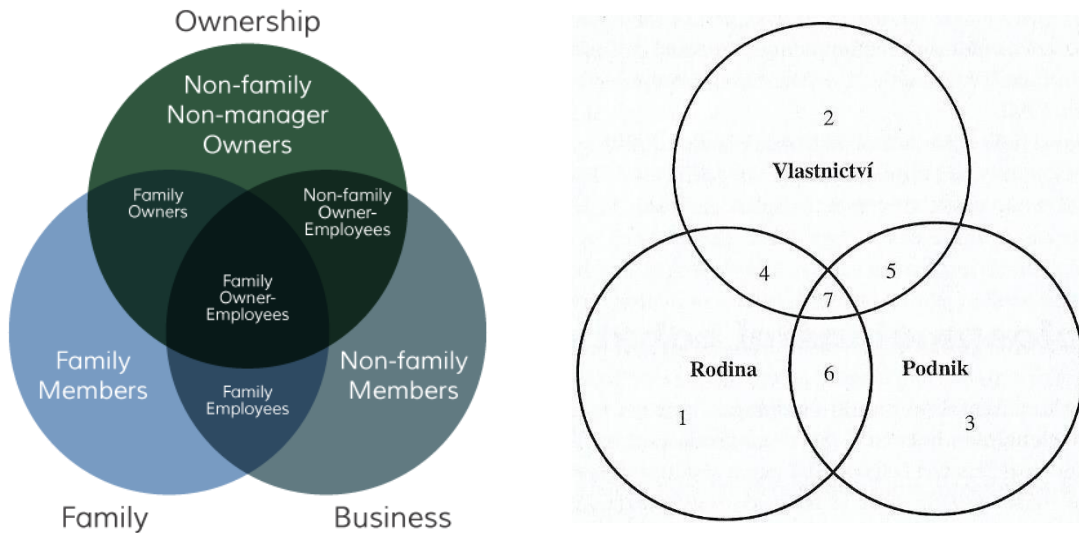 Ownership
Non-family
Non-manager
Owners
Family
Owners
Non-family
Owner-
Employees
Family
Owner-
Employees
Family
Members
Non-family
Members
Family
Employees
Family
Business
2
Vlastnictví
4
5
7
Rodina
6
Podnik
1
3